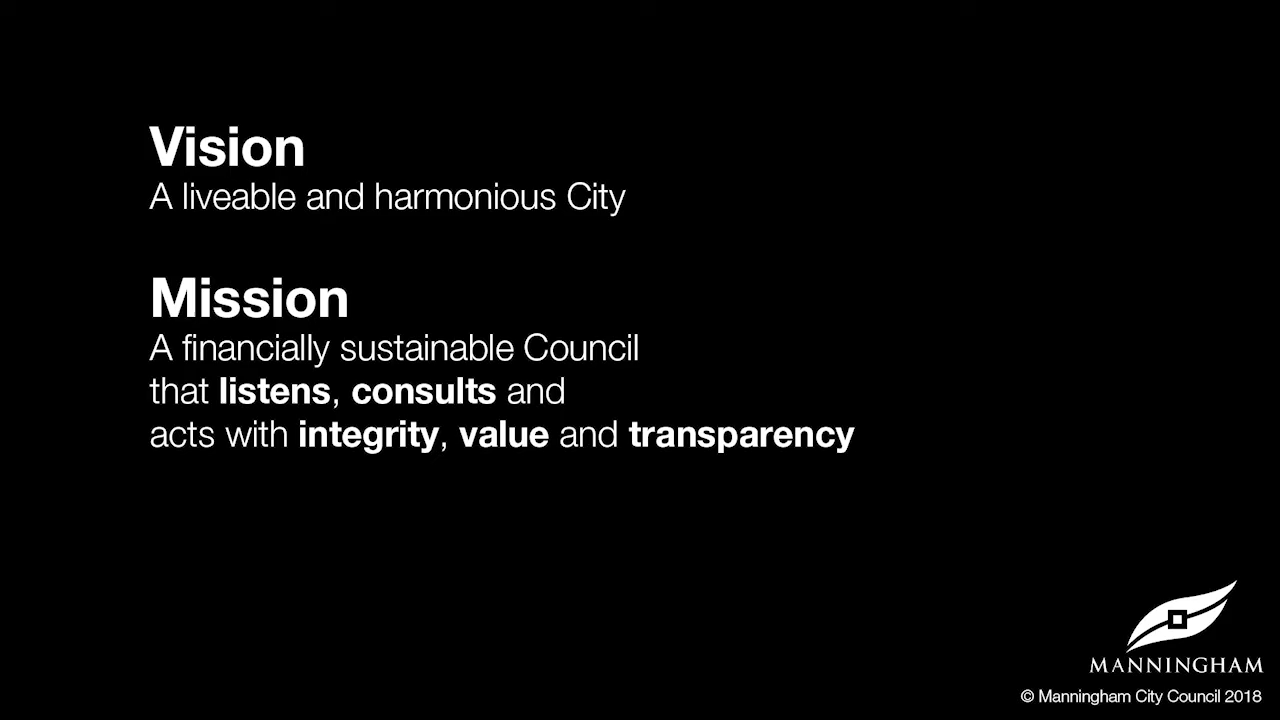 Vision
A liveable and harmonious City
Mission
A financially sustainable Council
that listens, consults and
acts with integrity, value and transparency
MANNINGHAM
© Manningham City Council 2018